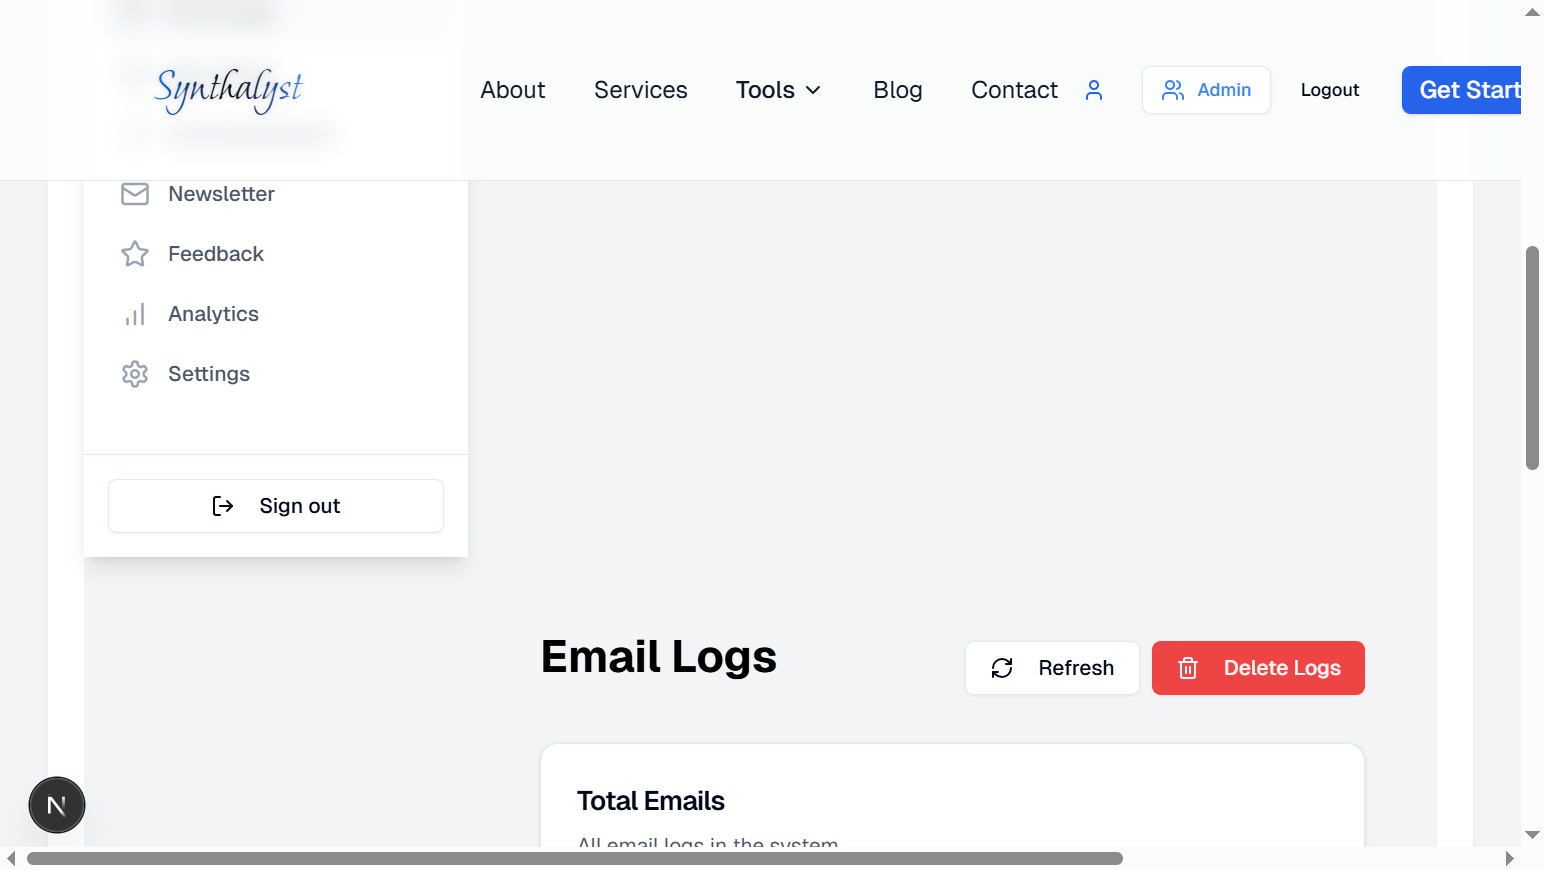 Synthalyst
About
Services
Tools
Blog
Contact
Admin
Logout
Get Start
Newsletter
Feedback
Analytics
Settings
Sign out
Email Logs
Refresh
Delete Logs
Total Emails
All email logs in the system
N